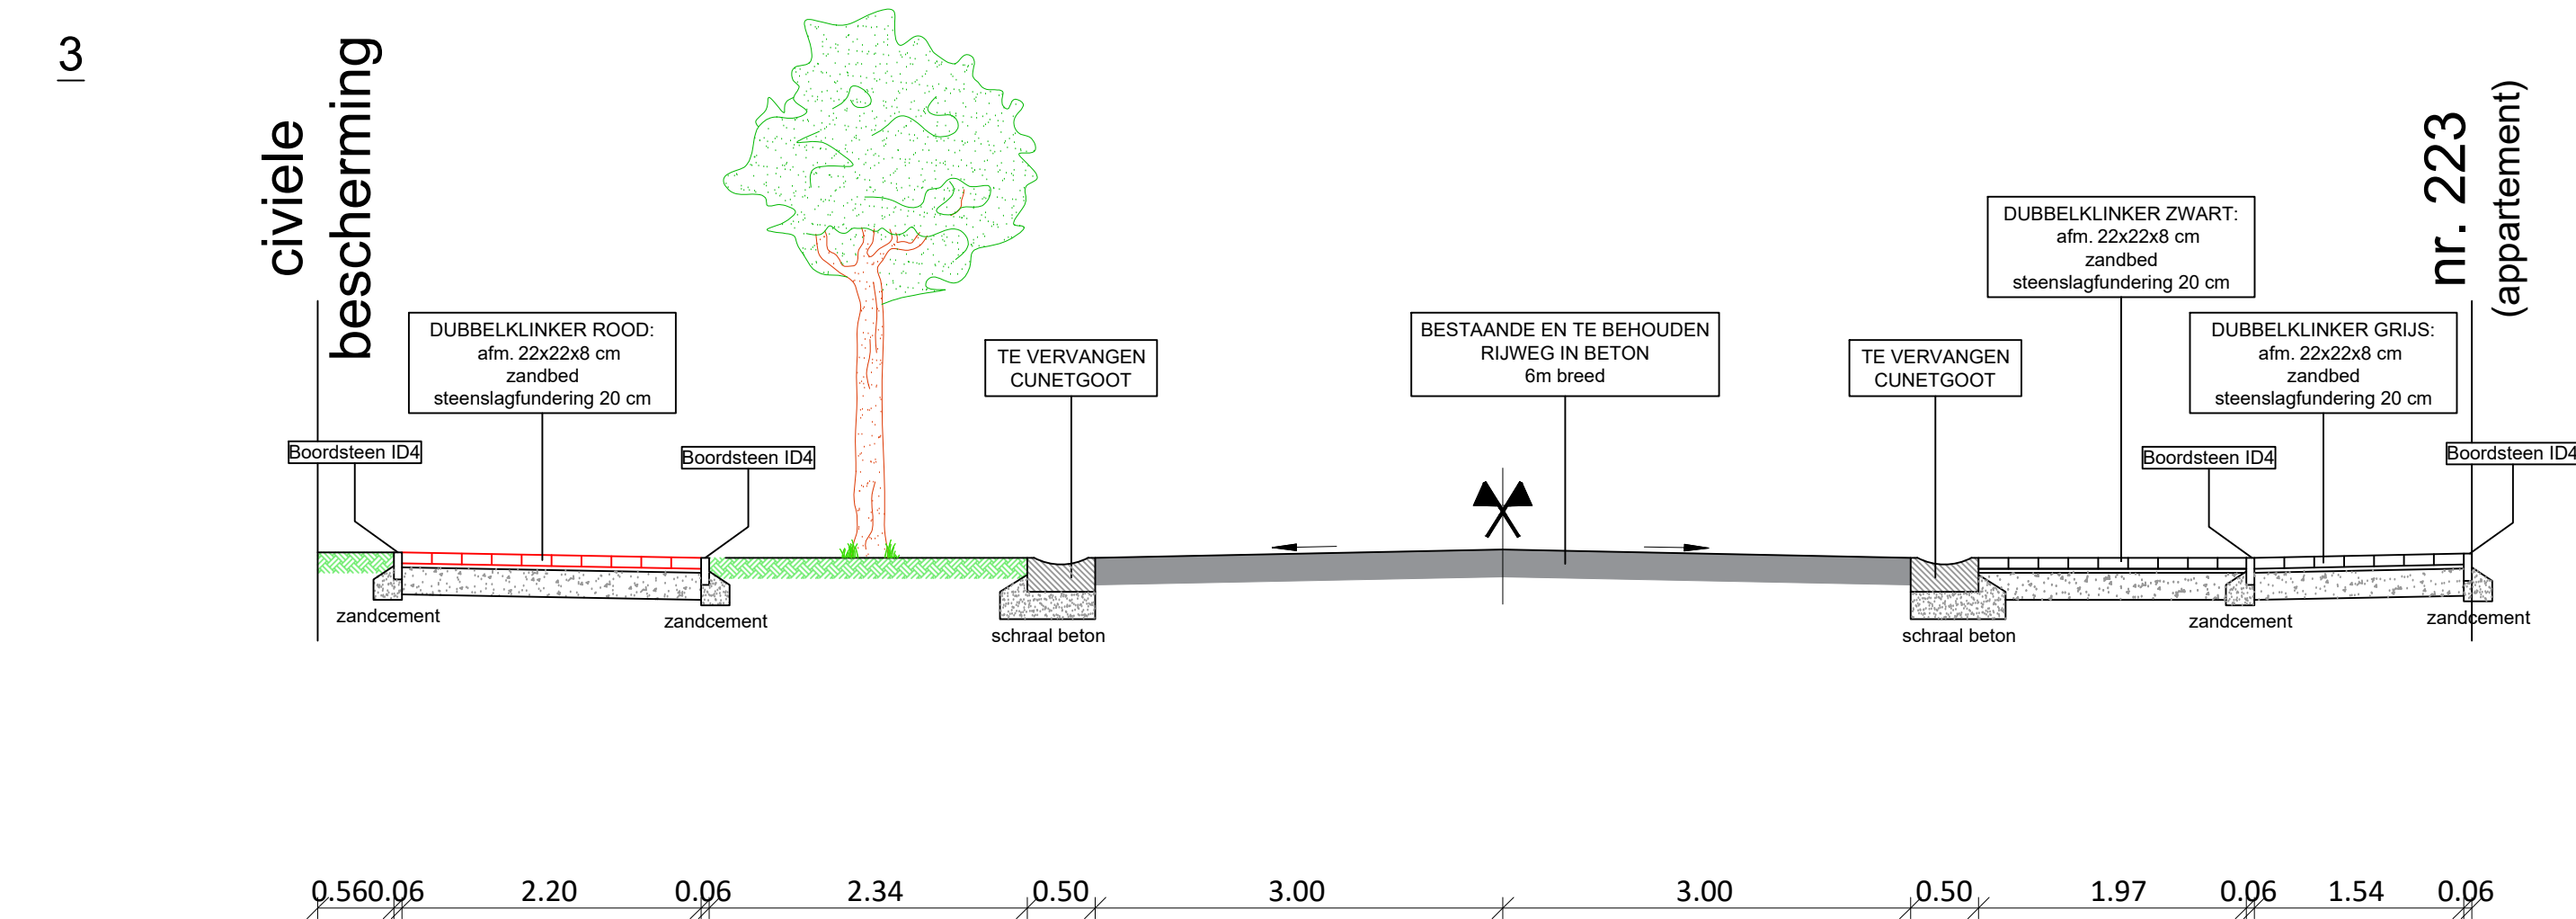 3
civiele
bescherming
nr. 223
(appartement)
DUBBELKLINKER ROOD:
afm. 22x22x8 cm
zandbed
steenslagfundering 20 cm
TE VERVANGEN
CUNETGOOT
BESTAANDE EN TE BEHOUDEN
RIJWEG IN BETON
6m breed
TE VERVANGEN
CUNETGOOT
DUBBELKLINKER ZWART:
afm. 22x22x8 cm
zandbed
steenslagfundering 20 cm
DUBBELKLINKER GRIJS:
afm. 22x22x8 cm
zandbed
steenslagfundering 20 cm
Boordsteen ID4
Boordsteen ID4
Boordsteen ID4
Boordsteen ID4
zandcement
zandcement
schraal beton
schraal beton
zandcement
zandcement
0.56 0.06 2.20 0.06 2.34 0.50 3.00 3.00 0.50 1.97 0.06 1.54 0.06